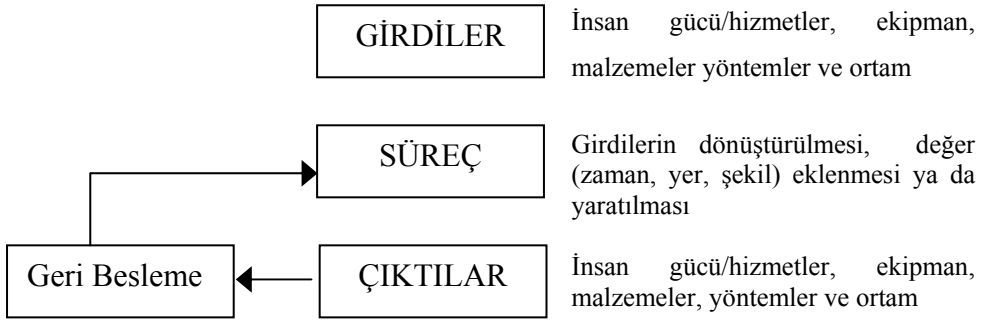 GİRDİLER
İnsan gücü/hizmetler, ekipman,
malzemeler yöntemler ve ortam
SÜREÇ
Girdilerin dönüştürülmesi, değer
(zaman, yer, şekil) eklenmesi ya da
yaratılması
Geri Besleme
ÇIKTILAR
İnsan gücü/hizmetler, ekipman,
malzemeler, yöntemler ve ortam